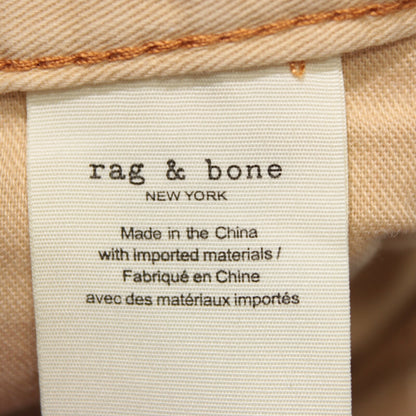 rag & bone
NEW YORK
Made in the China
with imported materials /
Fabriqué en Chine
avec des matériaux importés